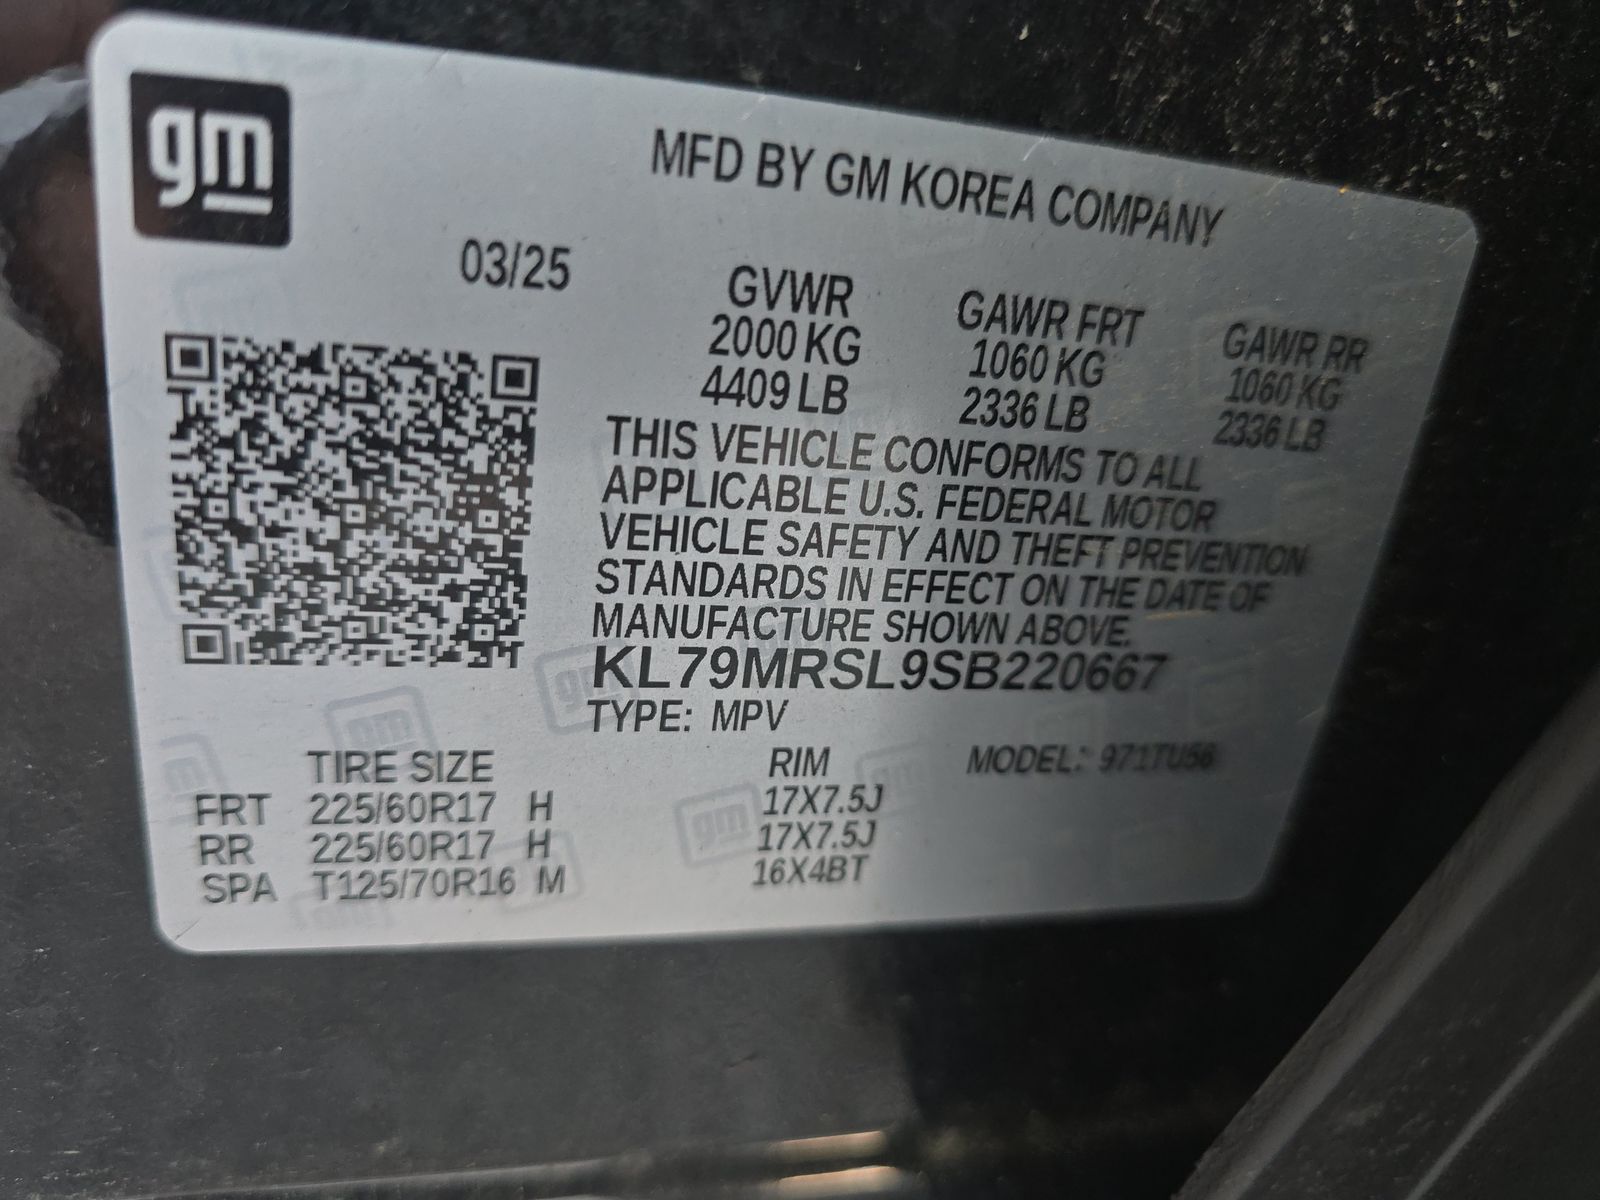 gm
MFD BY GM KOREA COMPANY
03/25
GVWR GAWR FRT GAWR RR
2000 KG 1060 KG 1060 KG
4409 LB 2336 LB 2336 LB
THIS VEHICLE CONFORMS TO ALL
APPLICABLE U.S. FEDERAL MOTOR
VEHICLE SAFETY AND THEFT PREVENTION
STANDARDS IN EFFECT ON THE DATE OF
MANUFACTURE SHOWN ABOVE.
KL79MRSL9SB220667
TYPE: MPV
TIRE SIZE RIM MODEL: 971TU56
FRT 225/60R17 H 17X7.5J
RR 225/60R17 H 17X7.5J
SPA T125/70R16 M 16X4BT